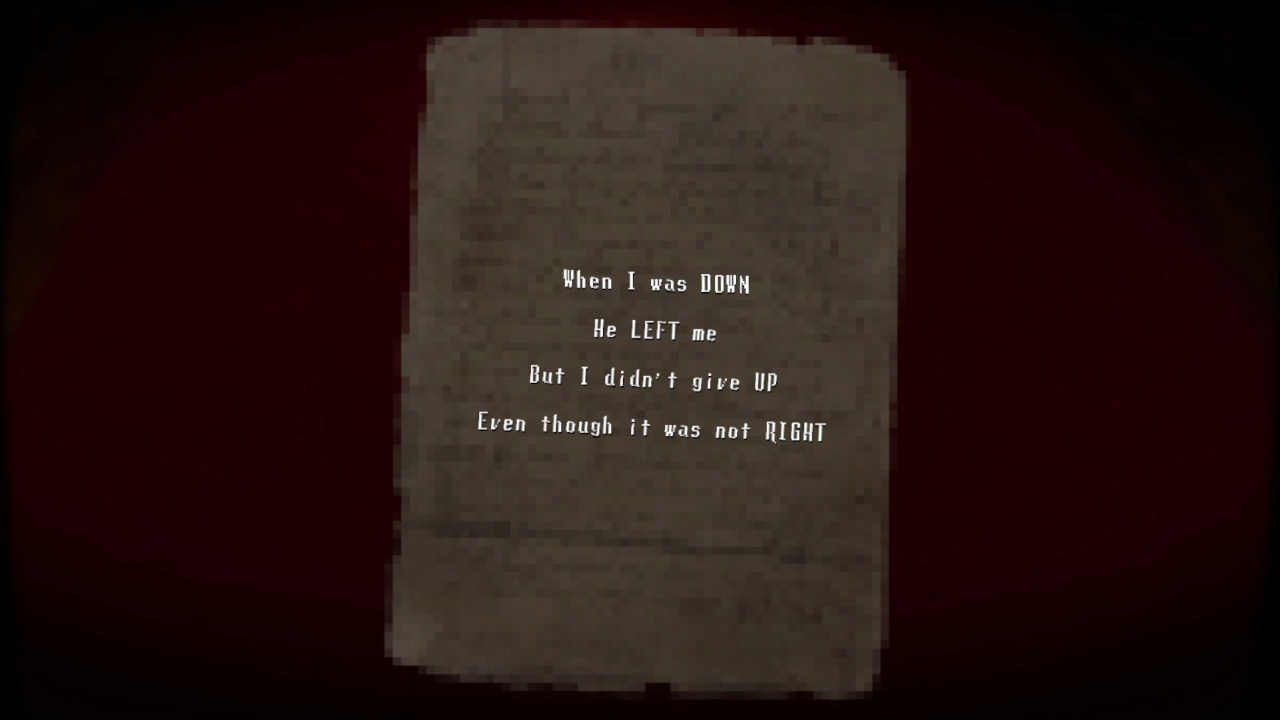 When I was DOWN
He LEFT me
But I didn't give UP
Even though it was not RIGHT